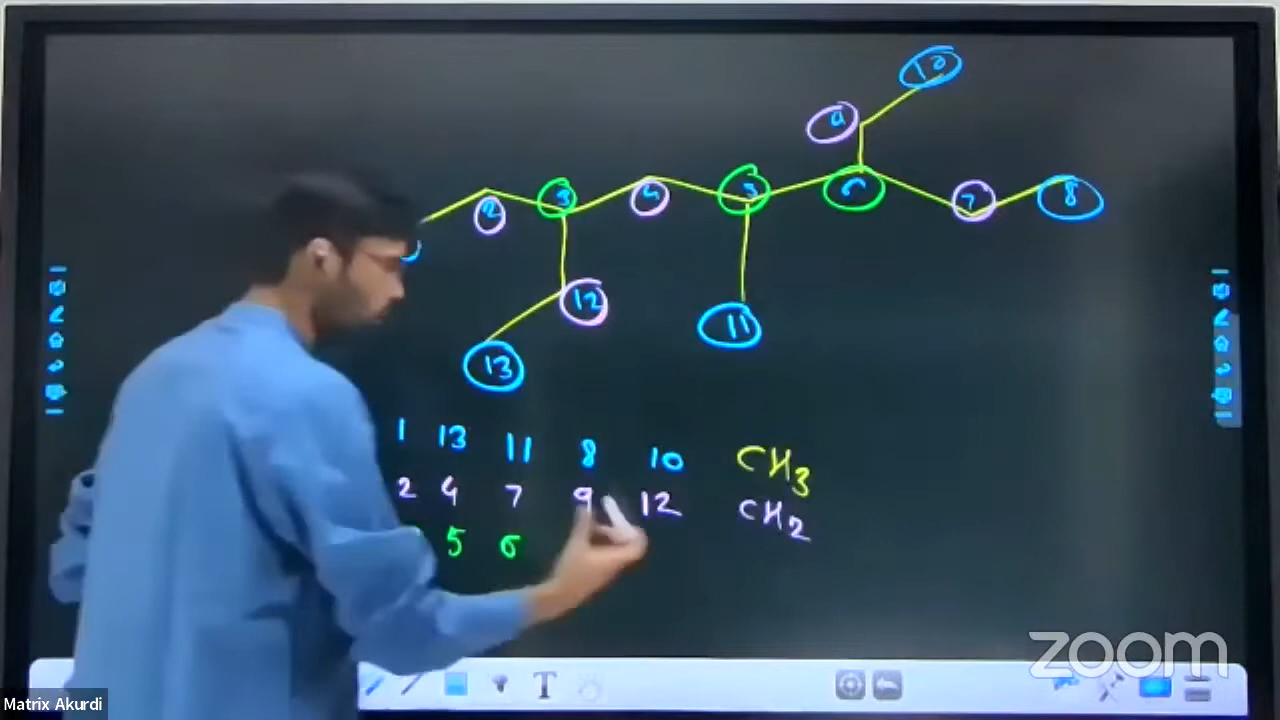 10
9
2 3 4 5 6 7 8
12
11
13
1 13 11 8 10 CH3
2 4 7 9 12 CH2
5 6
zoom
T
Matrix Akurdi